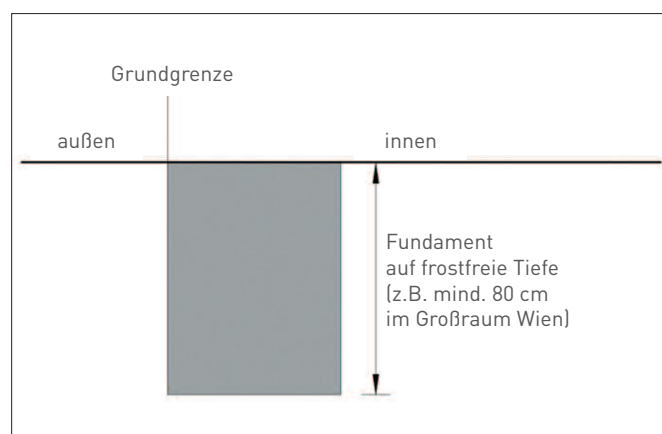 Grundgrenze
außen
innen
Fundament
auf frostfreie Tiefe
(z.B. mind. 80 cm
im Großraum Wien)